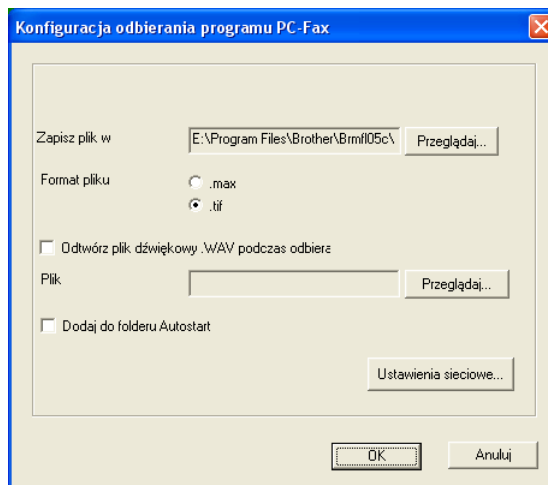 Konfiguracja odbierania programu PC-Fax
Zapisz plik w E:\Program Files\Brother\Brmfl05c\ Przeglądaj...
Format pliku .max
.tif
Odtwórz plik dźwiękowy .WAV podczas odbiera
Plik Przeglądaj...
Dodaj do folderu Autostart
Ustawienia sieciowe...
OK Anuluj